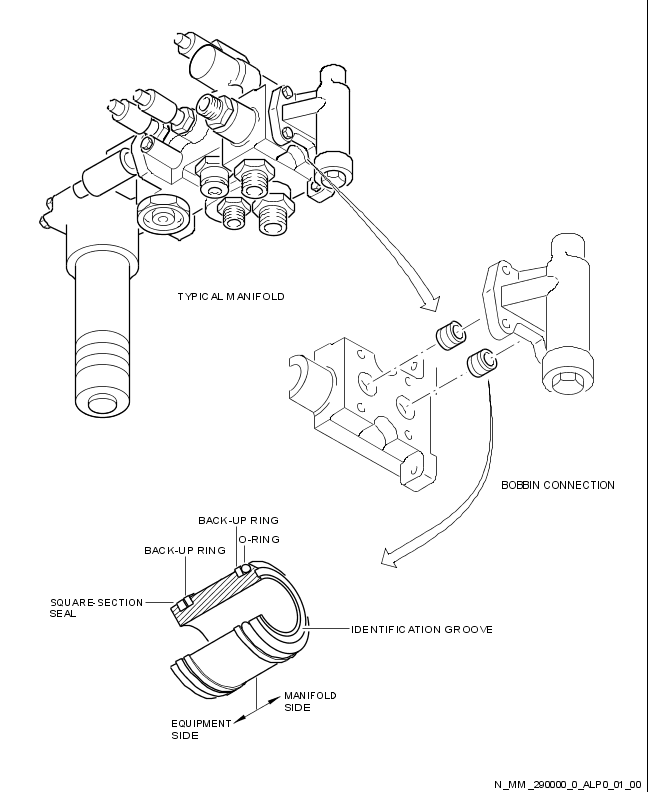 TYPICAL MANIFOLD
BOBBIN CONNECTION
BACK-UP RING
O-RING
BACK-UP RING
SQUARE-SECTION
SEAL
IDENTIFICATION GROOVE
MANIFOLD
SIDE
EQUIPMENT
SIDE
N_MM_290000_0_ALP0_01_00